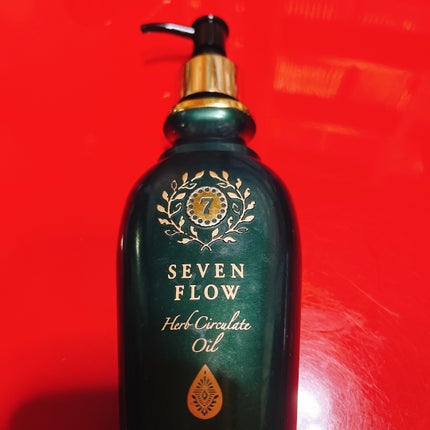 7
SEVEN
FLOW
Herb Circulate
Oil